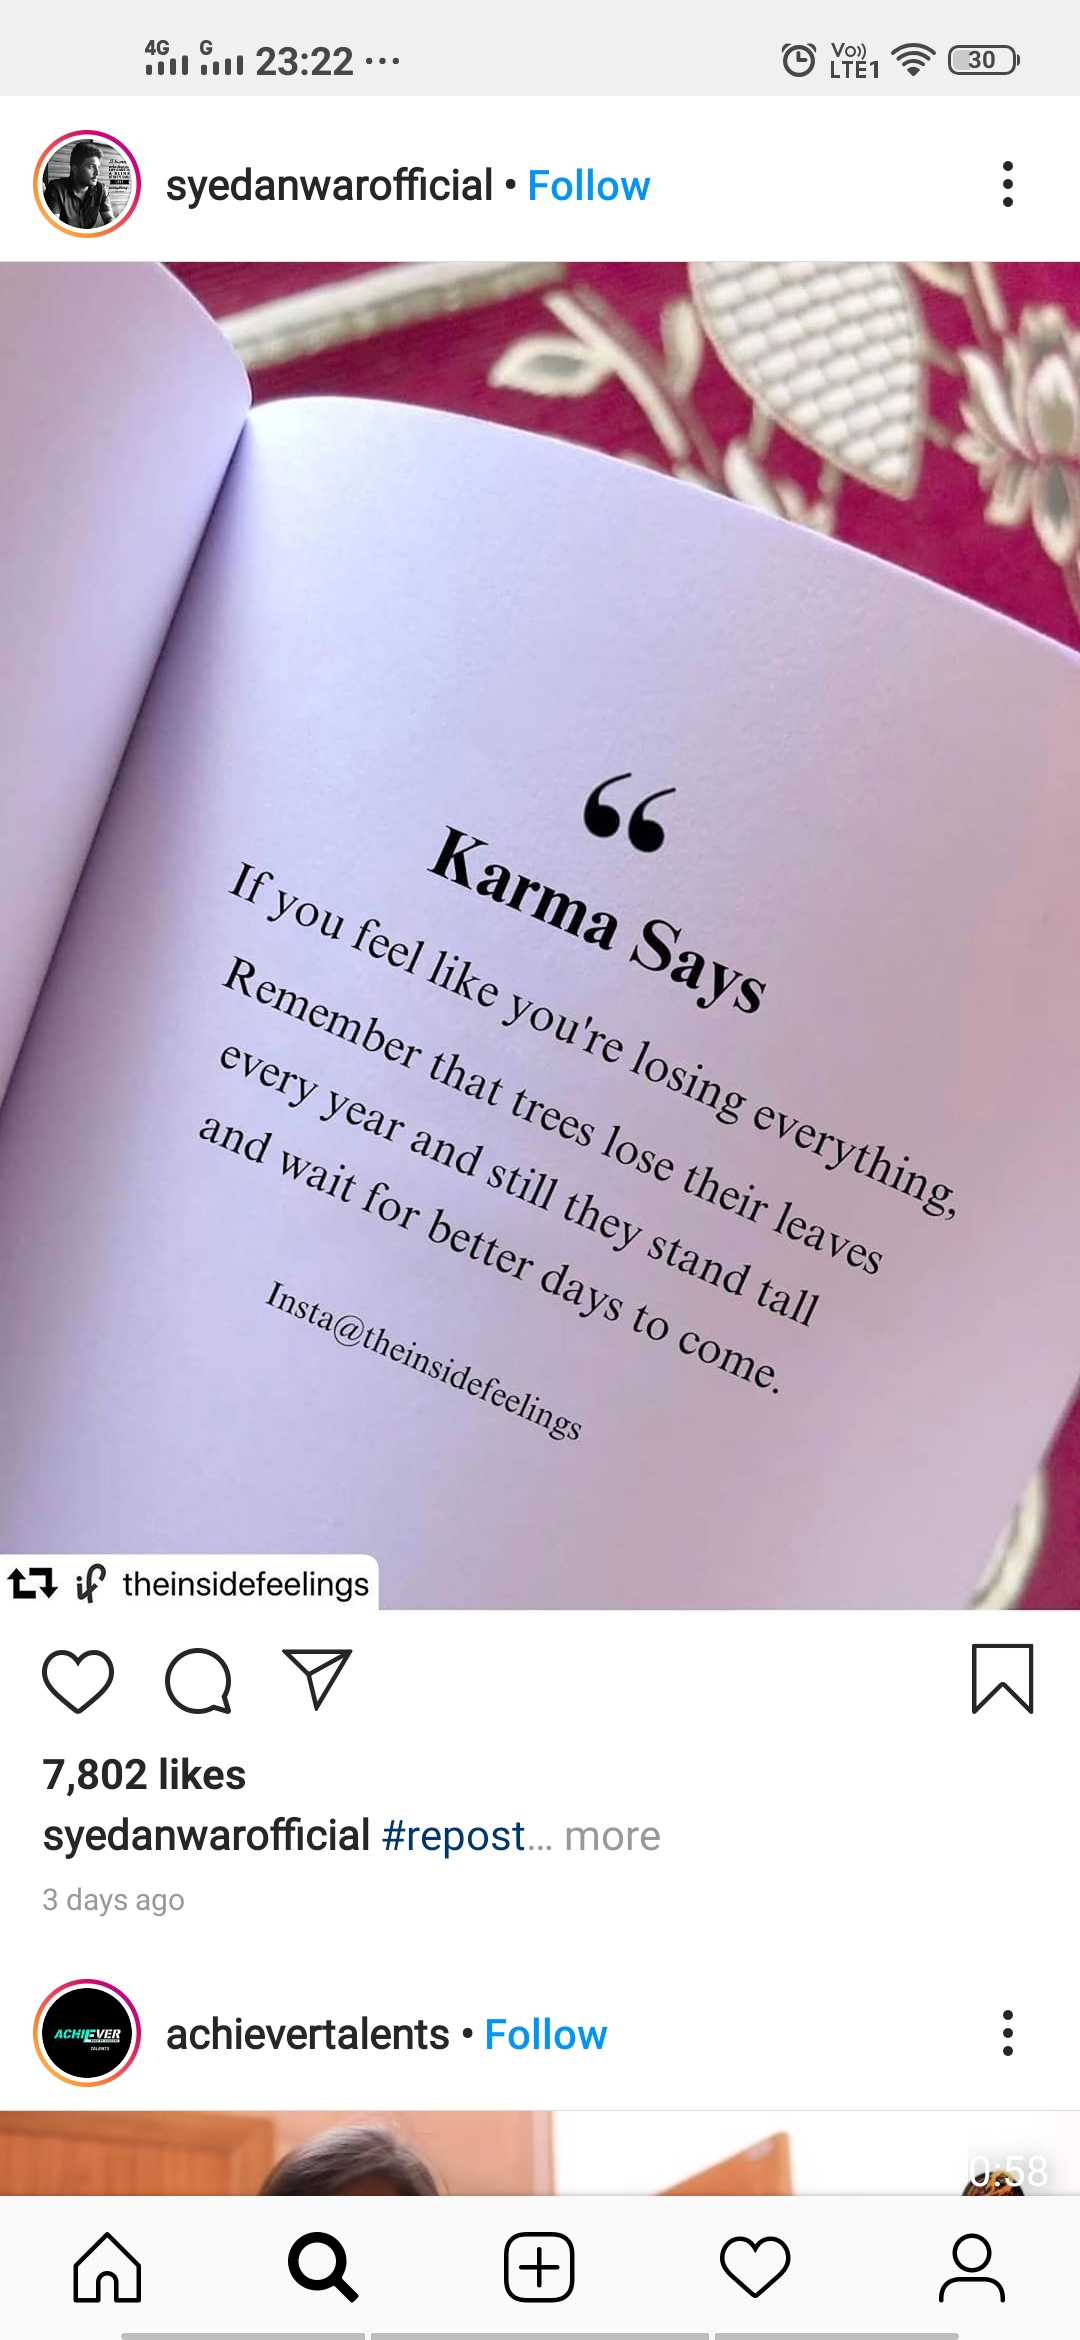 4G G 23:22 ...
Vo)) LTE1 30
syedanwarofficial • Follow
“
Karma Says
If you feel like you're losing everything,
Remember that trees lose their leaves
every year and still they stand tall
and wait for better days to come.
Insta@theinsidefeelings
if theinsidefeelings
7,802 likes
syedanwarofficial #repost... more
3 days ago
ACHIEVER
TALENTS
achievertalents • Follow
0:58